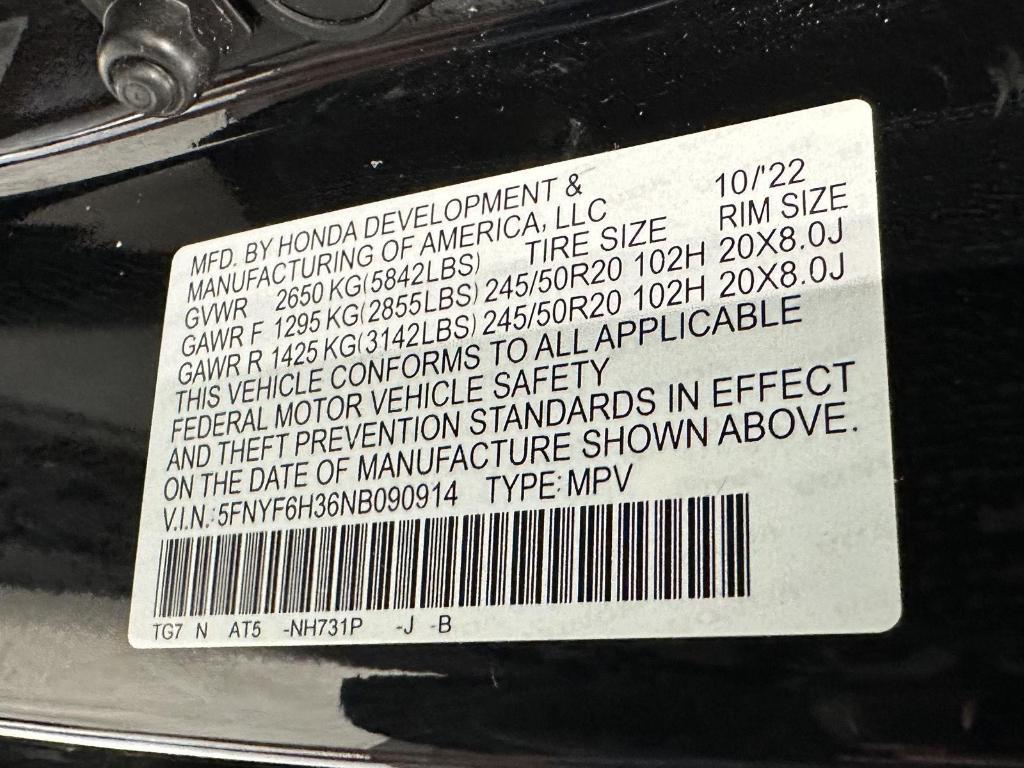 MFD. BY HONDA DEVELOPMENT & 10/'22
MANUFACTURING OF AMERICA, LLC
GVWR 2650 KG(5842LBS) TIRE SIZE RIM SIZE
GAWR F 1295 KG(2855LBS) 245/50R20 102H 20X8.0J
GAWR R 1425 KG(3142LBS) 245/50R20 102H 20X8.0J
THIS VEHICLE CONFORMS TO ALL APPLICABLE
FEDERAL MOTOR VEHICLE SAFETY
AND THEFT PREVENTION STANDARDS IN EFFECT
ON THE DATE OF MANUFACTURE SHOWN ABOVE.
V.I.N.: 5FNYF6H36NB090914 TYPE: MPV
TG7 N AT5 -NH731P -J -B